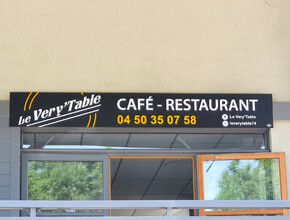 Le Very'Table
CAFÉ - RESTAURANT
04 50 35 07 58
Le Very'Table
leverytable74